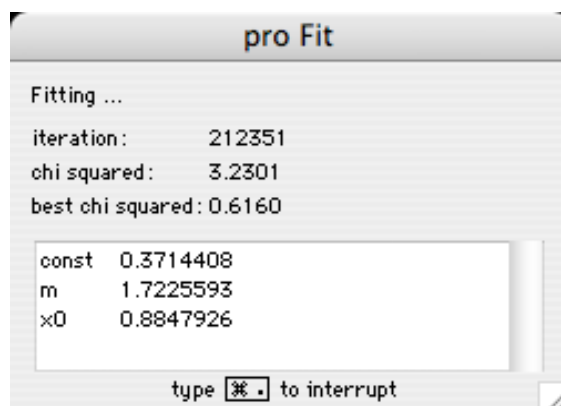 pro Fit
Fitting ...
iteration: 212351
chi squared: 3.2301
best chi squared: 0.6160
const 0.3714408
m 1.7225593
x0 0.8847926
type ⌘ . to interrupt